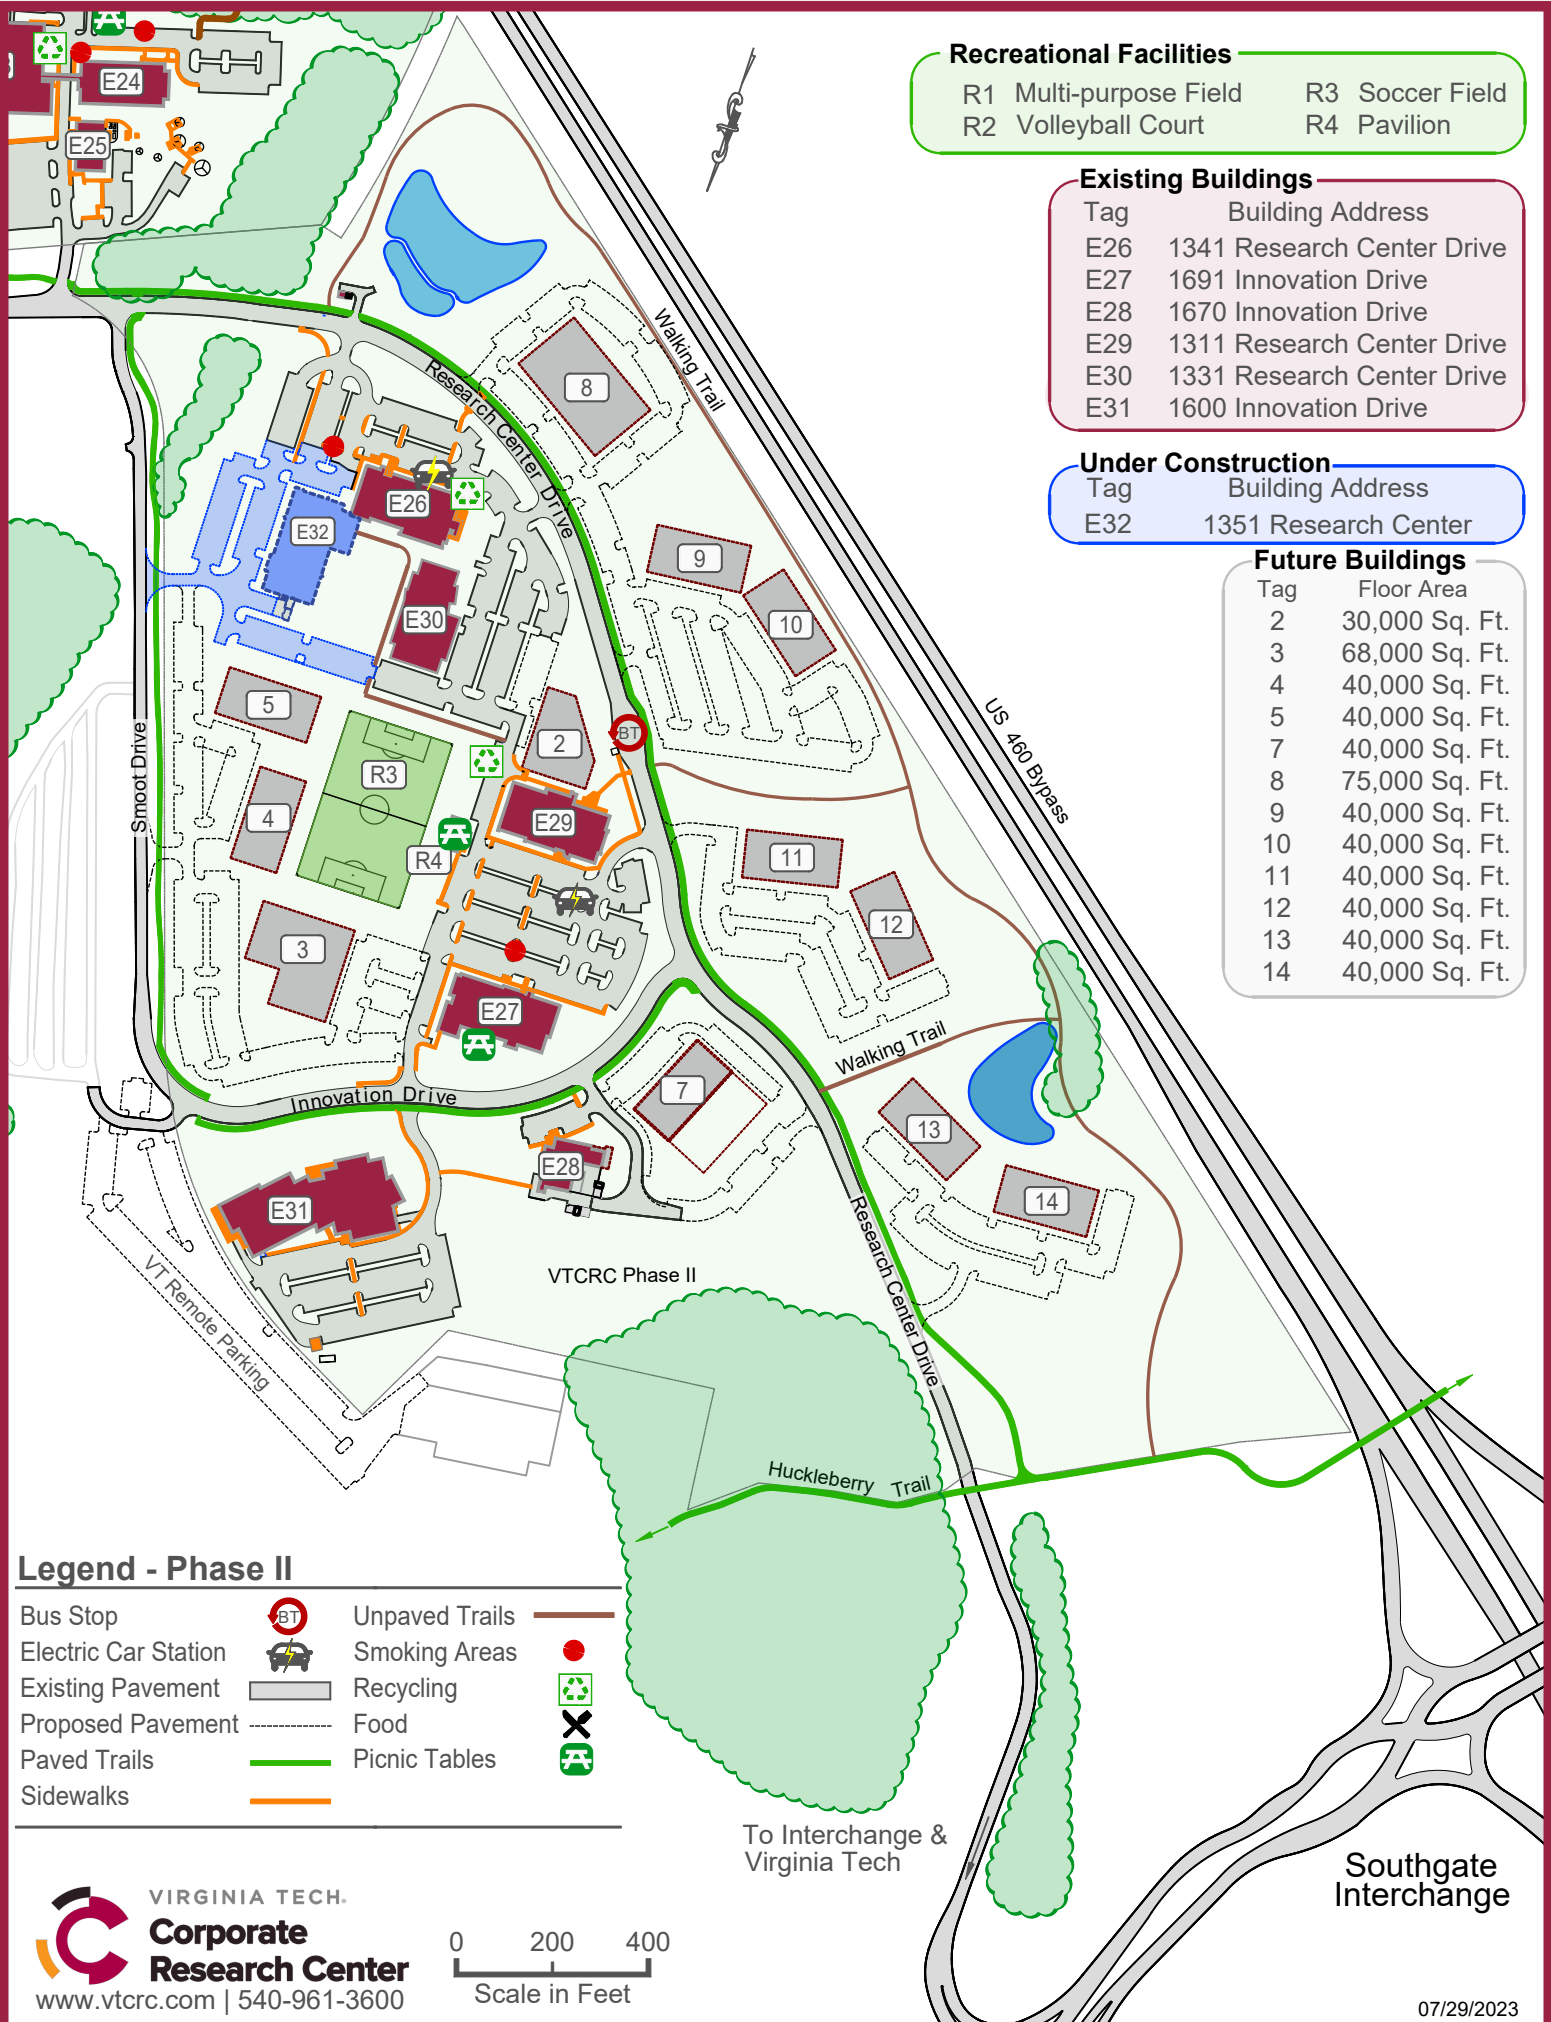 Recreational Facilities
R1 Multi-purpose Field R3 Soccer Field
R2 Volleyball Court R4 Pavilion
Existing Buildings
Tag Building Address
E26 1341 Research Center Drive
E27 1691 Innovation Drive
E28 1670 Innovation Drive
E29 1311 Research Center Drive
E30 1331 Research Center Drive
E31 1600 Innovation Drive
Under Construction
Tag Building Address
E32 1351 Research Center
Future Buildings
Tag Floor Area
2 30,000 Sq. Ft.
3 68,000 Sq. Ft.
4 40,000 Sq. Ft.
5 40,000 Sq. Ft.
7 40,000 Sq. Ft.
8 75,000 Sq. Ft.
9 40,000 Sq. Ft.
10 40,000 Sq. Ft.
11 40,000 Sq. Ft.
12 40,000 Sq. Ft.
13 40,000 Sq. Ft.
14 40,000 Sq. Ft.
E24
E25
Walking Trail
Research Center Drive
8
E26
E32
9
E30
10
5
2
BT
US 460 Bypass
Smoot Drive
R3
4
E29
R4
11
12
3
E27
Walking Trail
7
Innovation Drive
13
E28
14
E31
Research Center Drive
VTCRC Phase II
VT Remote Parking
Huckleberry Trail
Legend - Phase II
Bus Stop BT Unpaved Trails
Electric Car Station Smoking Areas
Existing Pavement Recycling
Proposed Pavement Food
Paved Trails Picnic Tables
Sidewalks
To Interchange &
Virginia Tech
Southgate
Interchange
VIRGINIA TECH.
Corporate
Research Center
www.vtcrc.com | 540-961-3600
0 200 400
Scale in Feet
07/29/2023